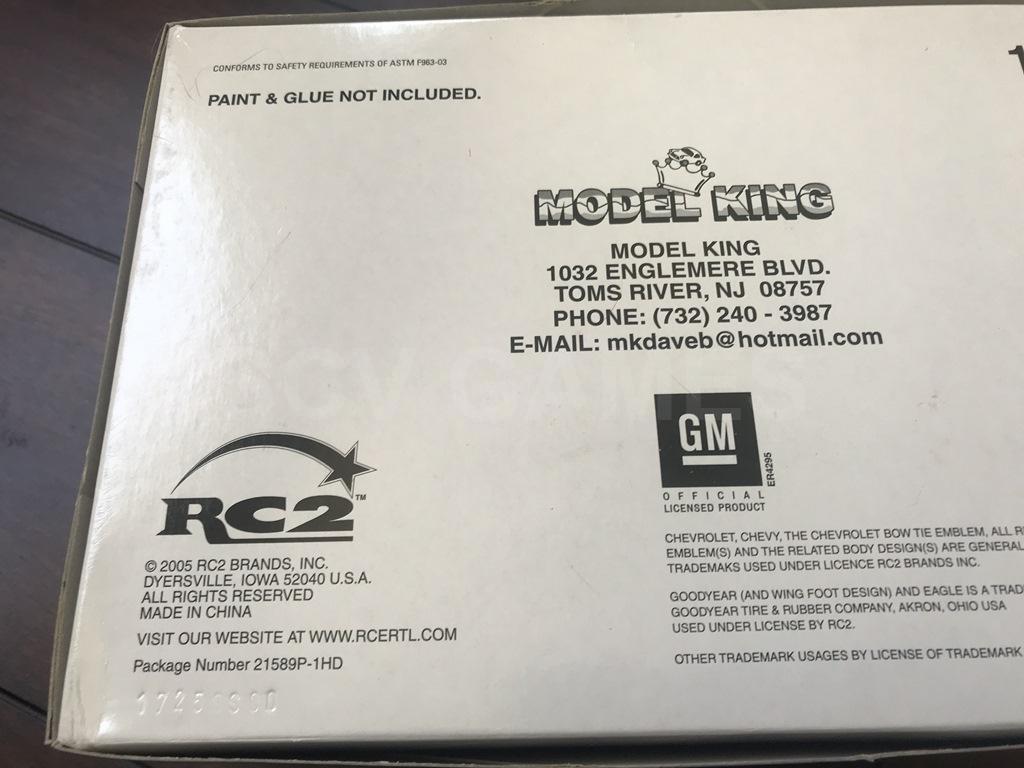 CONFORMS TO SAFETY REQUIREMENTS OF ASTM F963-03
PAINT & GLUE NOT INCLUDED.
MODEL KING
MODEL KING
1032 ENGLEMERE BLVD.
TOMS RIVER, NJ 08757
PHONE: (732) 240 - 3987
E-MAIL: mkdaveb@hotmail.com
GM
ER4295
OFFICIAL
LICENSED PRODUCT
RC2™
© 2005 RC2 BRANDS, INC.
DYERSVILLE, IOWA 52040 U.S.A.
ALL RIGHTS RESERVED
MADE IN CHINA
VISIT OUR WEBSITE AT WWW.RCERTL.COM
Package Number 21589P-1HD
CHEVROLET, CHEVY, THE CHEVROLET BOW TIE EMBLEM, ALL
EMBLEM(S) AND THE RELATED BODY DESIGN(S) ARE GENERAL
TRADEMAKS USED UNDER LICENCE RC2 BRANDS INC.
GOODYEAR (AND WING FOOT DESIGN) AND EAGLE IS A TRAD
GOODYEAR TIRE & RUBBER COMPANY, AKRON, OHIO USA
USED UNDER LICENSE BY RC2.
OTHER TRADEMARK USAGES BY LICENSE OF TRADEMARK